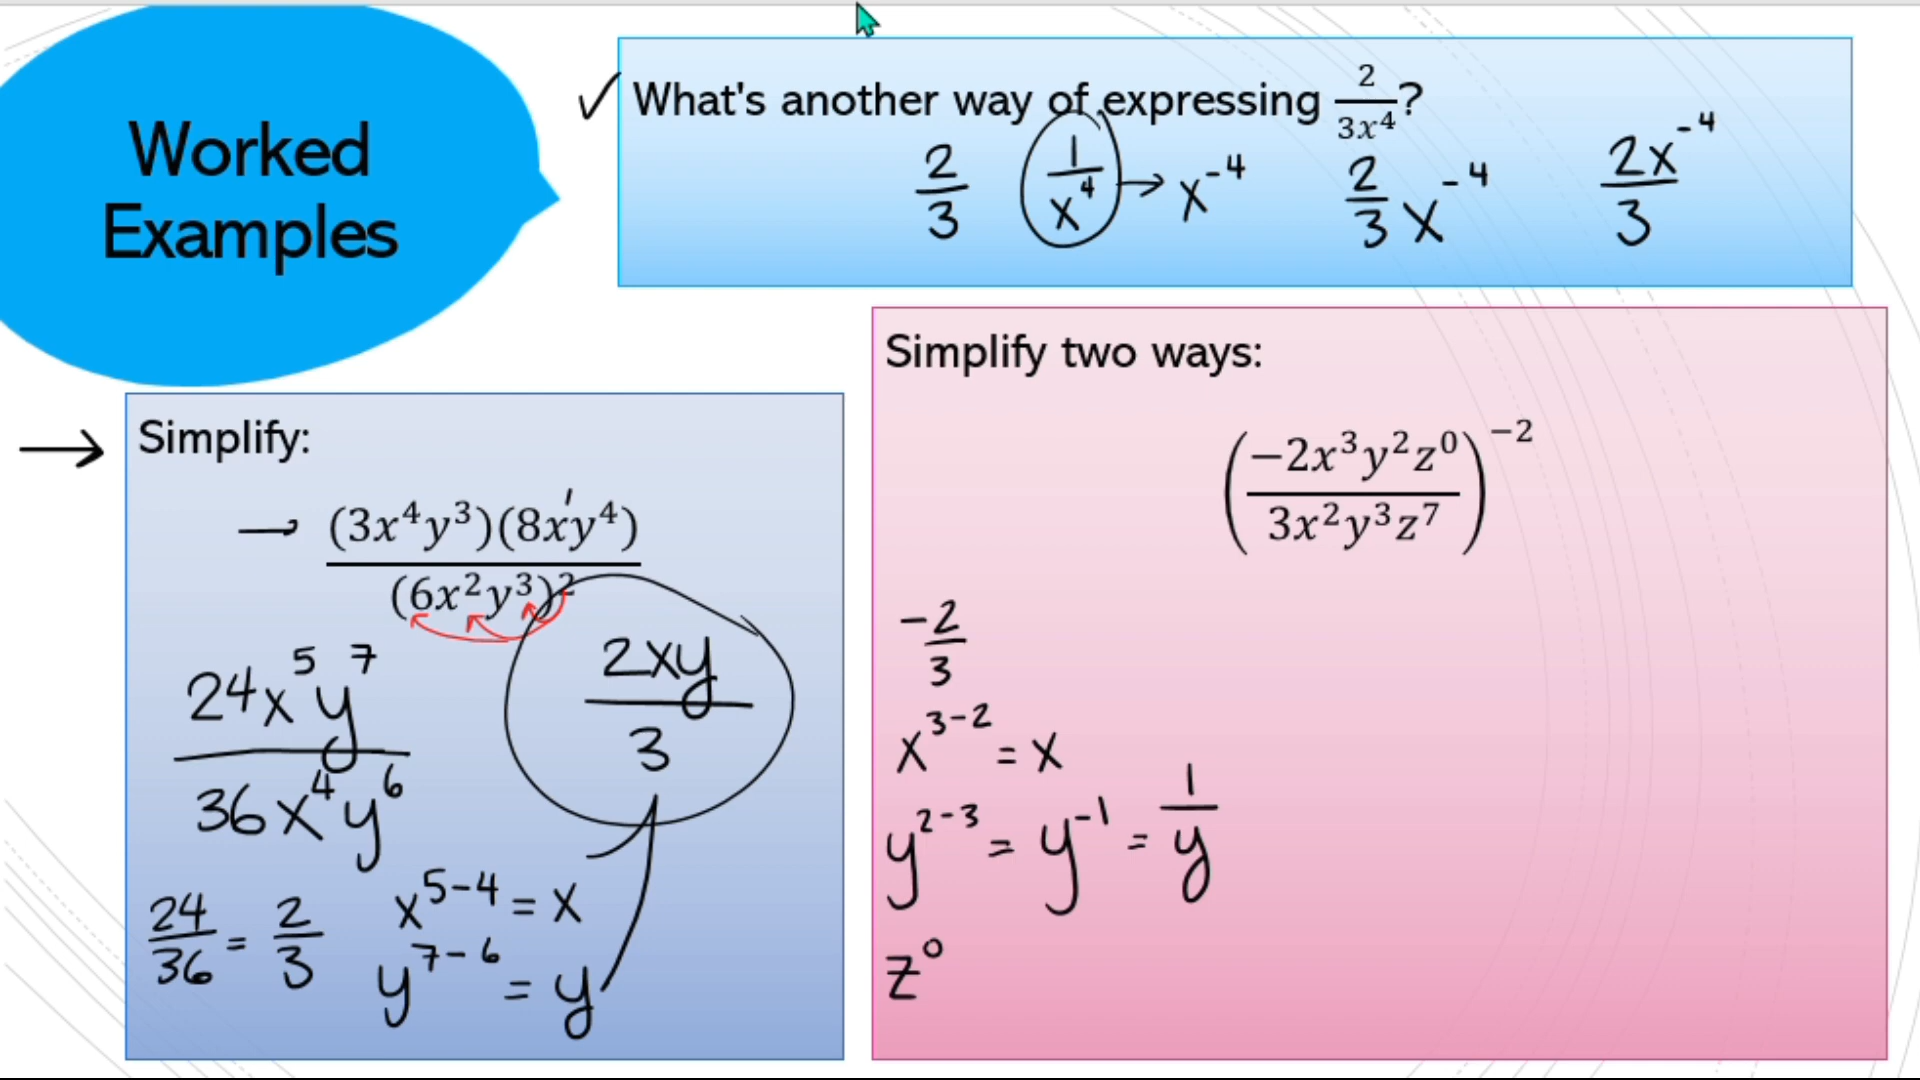 Worked
Examples
✓ What's another way of expressing 2/(3x⁴)?
2/3 1/x⁴ → x⁻⁴ 2/3 x⁻⁴ 2x⁻⁴/3
→ Simplify:
→ (3x⁴y³)(8x¹y⁴)/(6x²y³)²
24x⁵y⁷/36x⁴y⁶
2xy/3
24/36 = 2/3
x⁵⁻⁴ = x
y⁷⁻⁶ = y
Simplify two ways:
(−2x³y²z⁰/3x²y³z⁷)⁻²
-2/3
x³⁻² = x
y²⁻³ = y⁻¹ = 1/y
z⁰